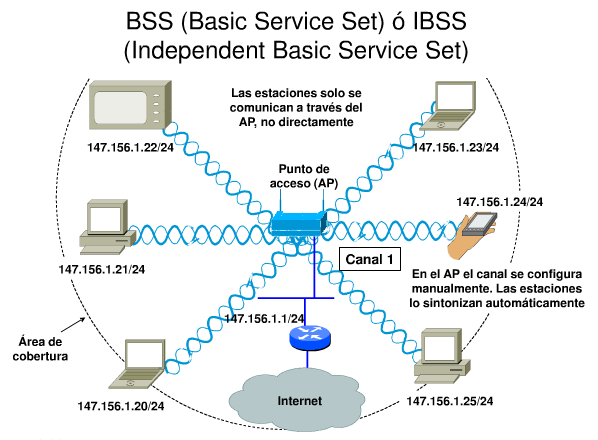 BSS (Basic Service Set) ó IBSS
(Independent Basic Service Set)
Las estaciones solo se
comunican a través del
AP, no directamente
147.156.1.22/24
147.156.1.23/24
Punto de
acceso (AP)
147.156.1.24/24
147.156.1.21/24
Canal 1
En el AP el canal se configura
manualmente. Las estaciones
lo sintonizan automáticamente
147.156.1.1/24
Área de
cobertura
Internet
147.156.1.20/24
147.156.1.25/24